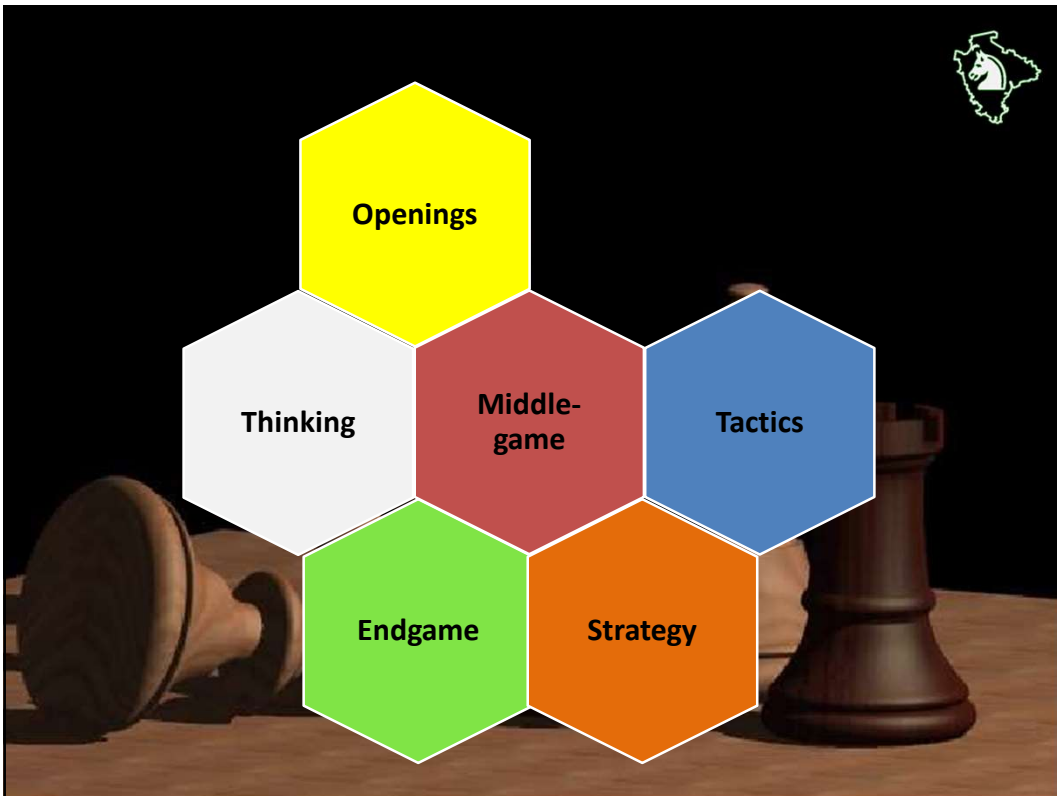 Openings
Thinking
Middle-
game
Tactics
Endgame
Strategy